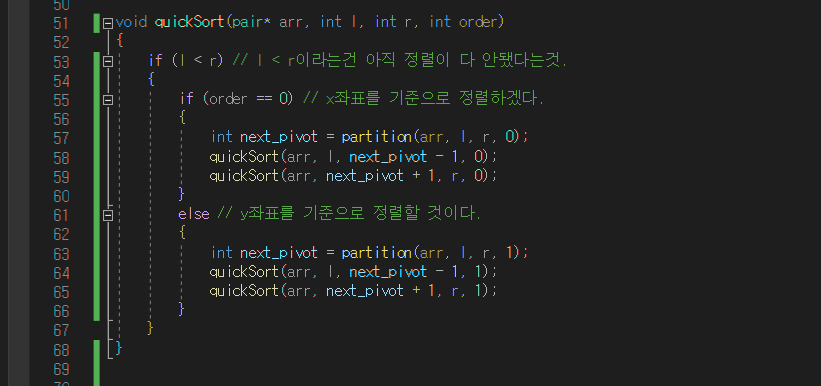 50
51 void quickSort(pair* arr, int l, int r, int order)
52 {
53 if (l < r) // l < r이라는건 아직 정렬이 다 안됐다는것.
54 {
55 if (order == 0) // x좌표를 기준으로 정렬하겠다.
56 {
57 int next_pivot = partition(arr, l, r, 0);
58 quickSort(arr, l, next_pivot - 1, 0);
59 quickSort(arr, next_pivot + 1, r, 0);
60 }
61 else // y좌표를 기준으로 정렬할 것이다.
62 {
63 int next_pivot = partition(arr, l, r, 1);
64 quickSort(arr, l, next_pivot - 1, 1);
65 quickSort(arr, next_pivot + 1, r, 1);
66 }
67 }
68 }
69
70